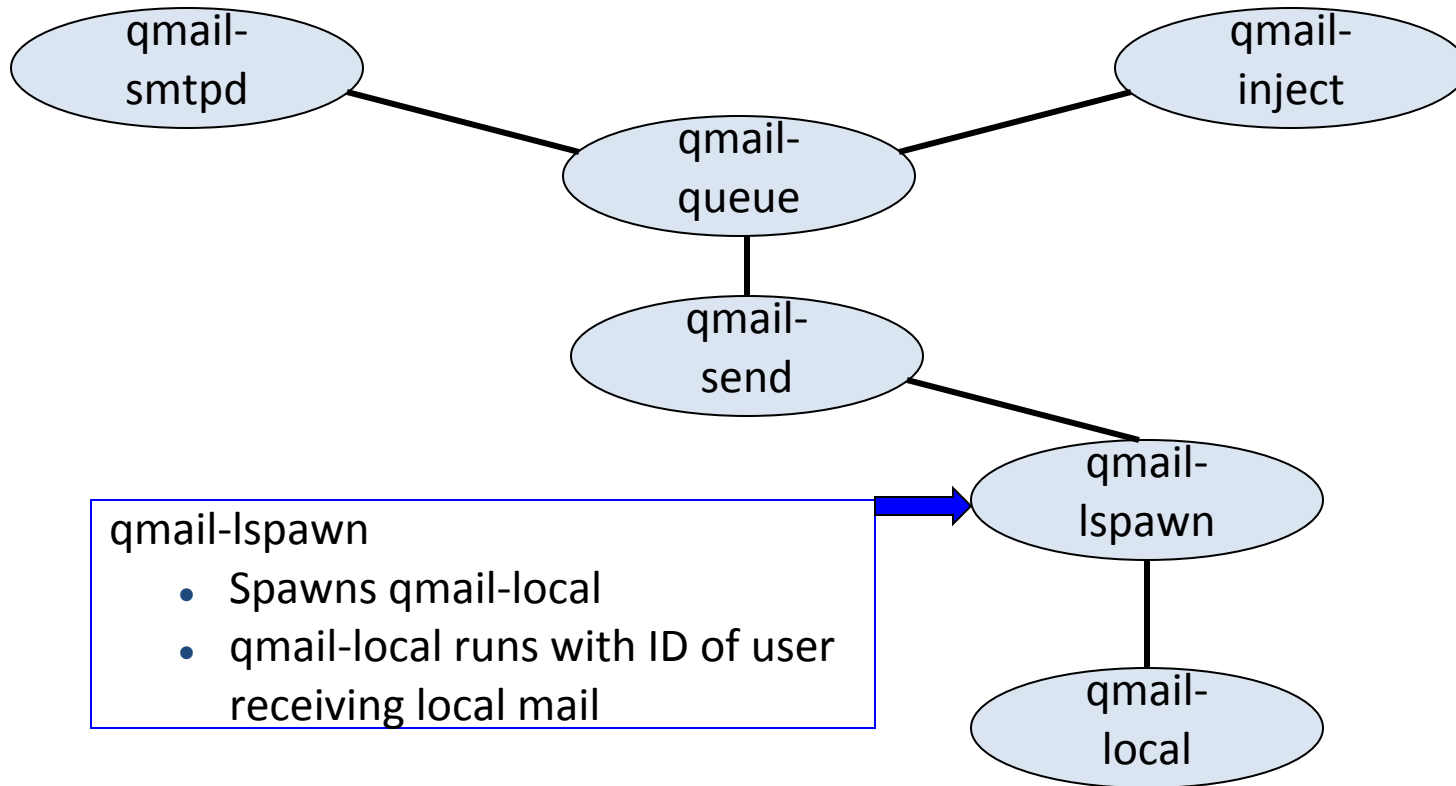 qmail-
smtpd
qmail-
inject
qmail-
queue
qmail-
send
qmail-
lspawn
qmail-lspawn
• Spawns qmail-local
• qmail-local runs with ID of user
receiving local mail
qmail-
local